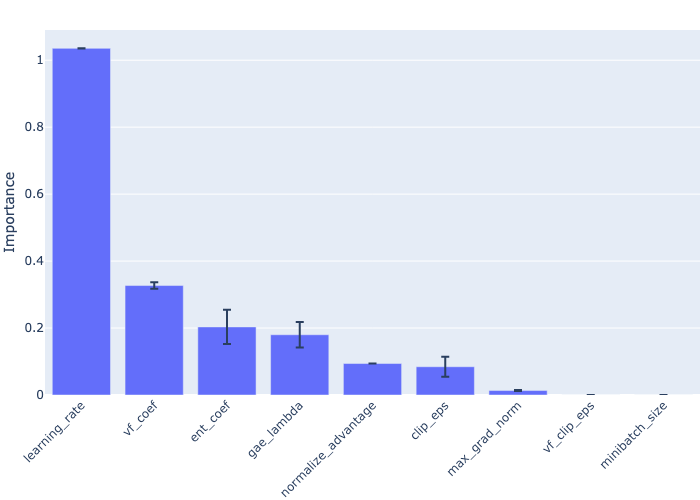 Importance
1
0.8
0.6
0.4
0.2
0
learning_rate
vf_coef
ent_coef
gae_lambda
normalize_advantage
clip_eps
max_grad_norm
vf_clip_eps
minibatch_size